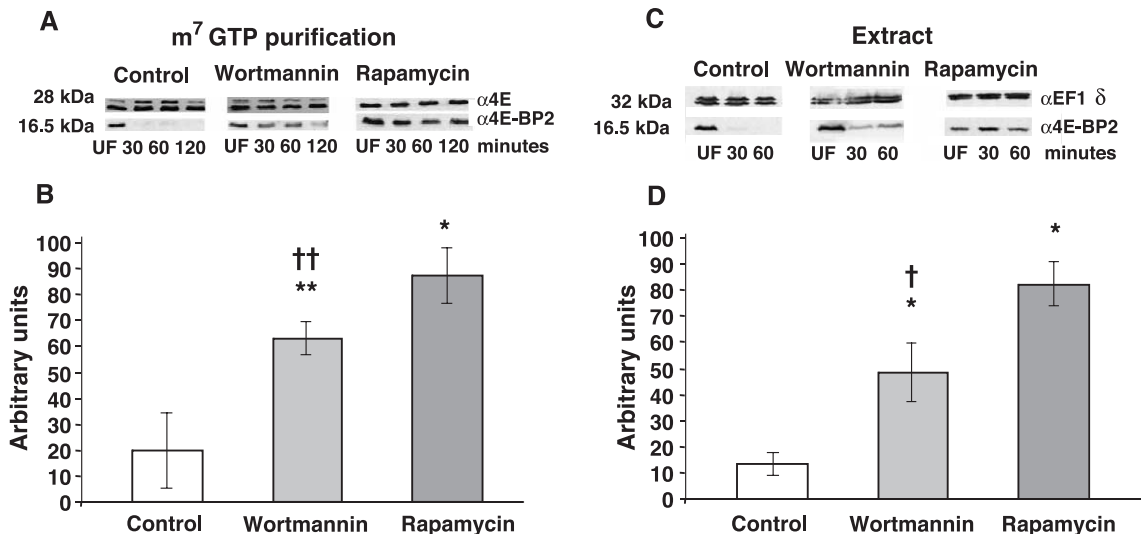 A
m⁷ GTP purification
Control Wortmannin Rapamycin
28 kDa α4E
16.5 kDa α4E-BP2
UF 30 60 120 UF 30 60 120 UF 30 60 120 minutes
B
Arbitrary units
100
90
80
70
60
50
40
30
20
10
0
††
**
*
Control Wortmannin Rapamycin
C
Extract
Control Wortmannin Rapamycin
32 kDa αEF1 δ
16.5 kDa α4E-BP2
UF 30 60 UF 30 60 UF 30 60 minutes
D
Arbitrary units
100
90
80
70
60
50
40
30
20
10
0
†
*
*
Control Wortmannin Rapamycin